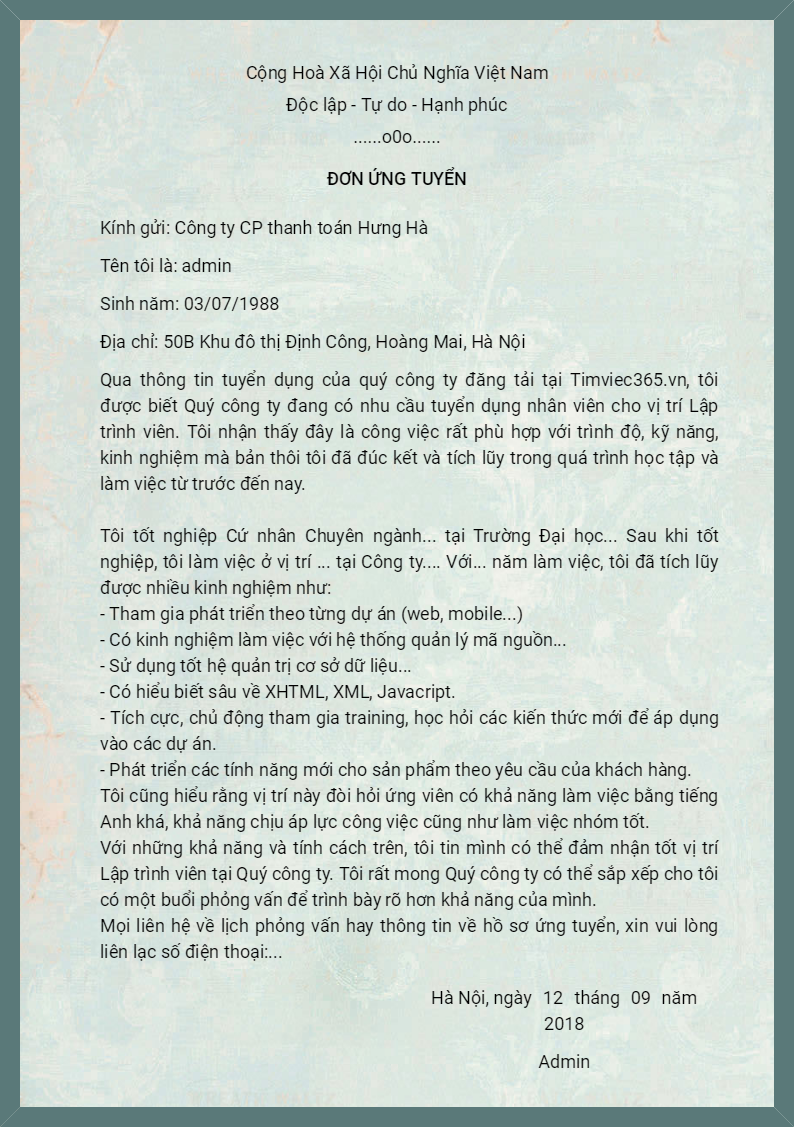 Cộng Hoà Xã Hội Chủ Nghĩa Việt Nam
Độc lập - Tự do - Hạnh phúc
......o0o......
ĐƠN ỨNG TUYỂN
Kính gửi: Công ty CP thanh toán Hưng Hà
Tên tôi là: admin
Sinh năm: 03/07/1988
Địa chỉ: 50B Khu đô thị Định Công, Hoàng Mai, Hà Nội
Qua thông tin tuyển dụng của quý công ty đăng tải tại Timviec365.vn, tôi
được biết Quý công ty đang có nhu cầu tuyển dụng nhân viên cho vị trí Lập
trình viên. Tôi nhận thấy đây là công việc rất phù hợp với trình độ, kỹ năng,
kinh nghiệm mà bản thôi tôi đã đúc kết và tích lũy trong quá trình học tập và
làm việc từ trước đến nay.
Tôi tốt nghiệp Cứ nhân Chuyên ngành... tại Trường Đại học... Sau khi tốt
nghiệp, tôi làm việc ở vị trí ... tại Công ty.... Với... năm làm việc, tôi đã tích lũy
được nhiều kinh nghiệm như:
- Tham gia phát triển theo từng dự án (web, mobile...)
- Có kinh nghiệm làm việc với hệ thống quản lý mã nguồn...
- Sử dụng tốt hệ quản trị cơ sở dữ liệu...
- Có hiểu biết sâu về XHTML, XML, Javacript.
- Tích cực, chủ động tham gia training, học hỏi các kiến thức mới để áp dụng
vào các dự án.
- Phát triển các tính năng mới cho sản phẩm theo yêu cầu của khách hàng.
Tôi cũng hiểu rằng vị trí này đòi hỏi ứng viên có khả năng làm việc bằng tiếng
Anh khá, khả năng chịu áp lực công việc cũng như làm việc nhóm tốt.
Với những khả năng và tính cách trên, tôi tin mình có thể đảm nhận tốt vị trí
Lập trình viên tại Quý công ty. Tôi rất mong Quý công ty có thể sắp xếp cho tôi
có một buổi phỏng vấn để trình bày rõ hơn khả năng của mình.
Mọi liên hệ về lịch phỏng vấn hay thông tin về hồ sơ ứng tuyển, xin vui lòng
liên lạc số điện thoại:...
Hà Nội, ngày 12 tháng 09 năm
2018
Admin